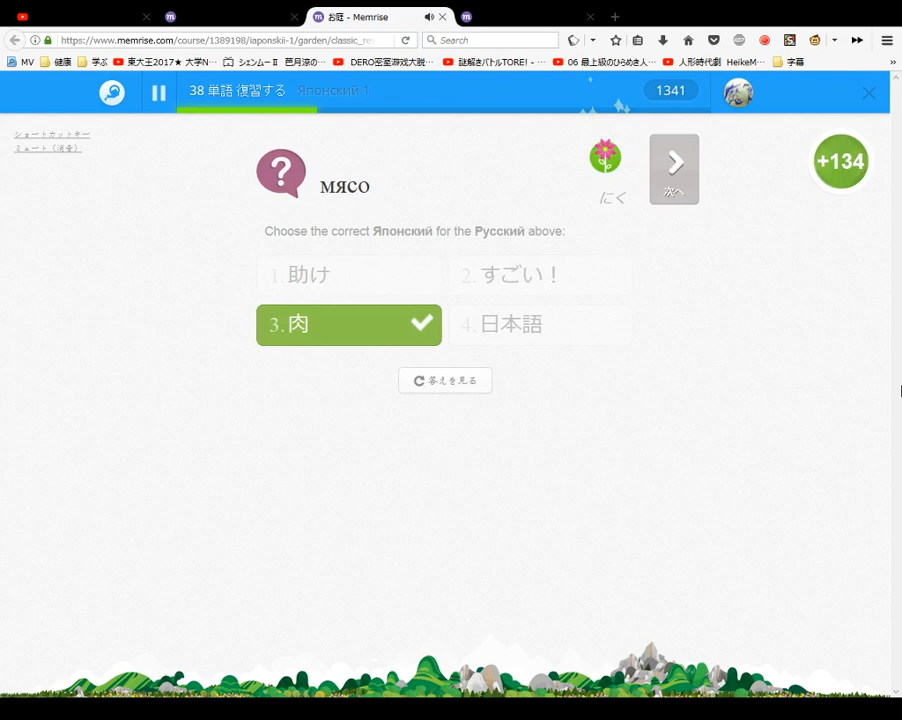 お庭 - Memrise
https://www.memrise.com/course/1389198/iaponskii-1/garden/classic_re
Search
MV 健康 学ぶ 東大王2017★ 大学N… シェンムーⅡ 芭月涼の… DERO密室游戏大脱… 謎解きバトルTORE! - … 06 最上級のひらめき人… 人形時代劇 HeikeM… 字幕
38 単語 復習する Японский 1 1341
ショートカットキー
ミュート（消音）
мясо
にく
次へ
+134
Choose the correct Японский for the Русский above:
1. 助け 2. すごい！
3. 肉 4. 日本語
答えを見る